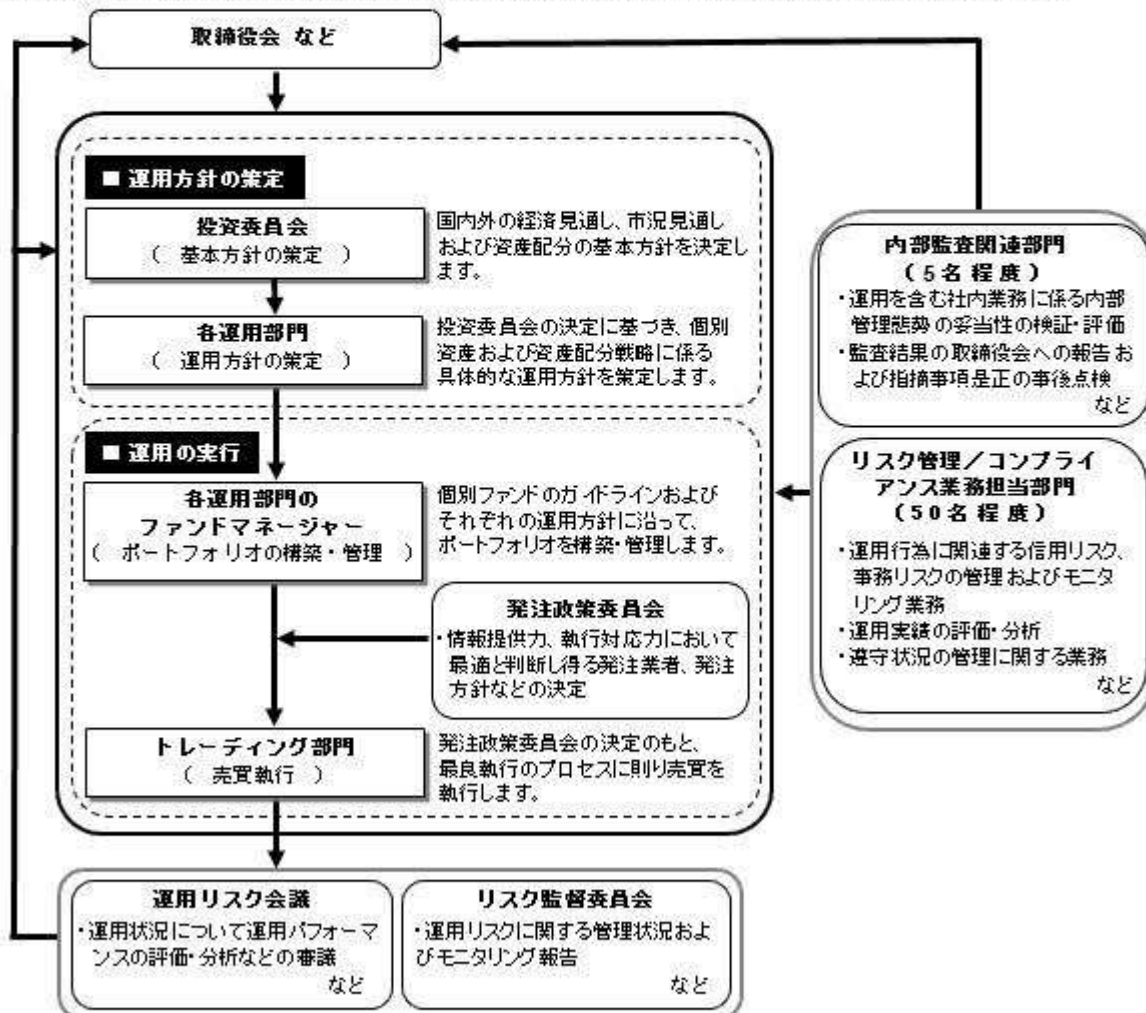 取締役会 など
■ 運用方針の策定
投資委員会
( 基本方針の策定 )
国内外の経済見通し、市況見通し
および資産配分の基本方針を決定し
ます。
各運用部門
( 運用方針の策定 )
投資委員会の決定に基づき、個別
資産および資産配分戦略に係る
具体的な運用方針を策定します。
■ 運用の実行
各運用部門の
ファンドマネージャー
( ポートフォリオの構築・管理 )
個別ファンドのガイドラインおよび
それぞれの運用方針に沿って、
ポートフォリオを構築・管理します。
発注政策委員会
・情報提供力、執行対応力において
最適と判断し得る発注業者、発注
方針などの決定
トレーディング部門
( 売買執行 )
発注政策委員会の決定のもと、
最良執行のプロセスに則り売買を
執行します。
内部監査関連部門
(5名程度)
・運用を含む社内業務に係る内部
管理態勢の妥当性の検証・評価
・監査結果の取締役会への報告お
よび指摘事項是正の事後点検
など
リスク管理/コンプライ
アンス業務担当部門
(50名程度)
・運用行為に関連する信用リスク、
事務リスクの管理およびモニタ
リング業務
・運用実績の評価・分析
・遵守状況の管理に関する業務
など
運用リスク会議
・運用状況について運用パフォーマ
ンスの評価・分析などの審議
など
リスク監督委員会
・運用リスクに関する管理状況およ
びモニタリング報告
など